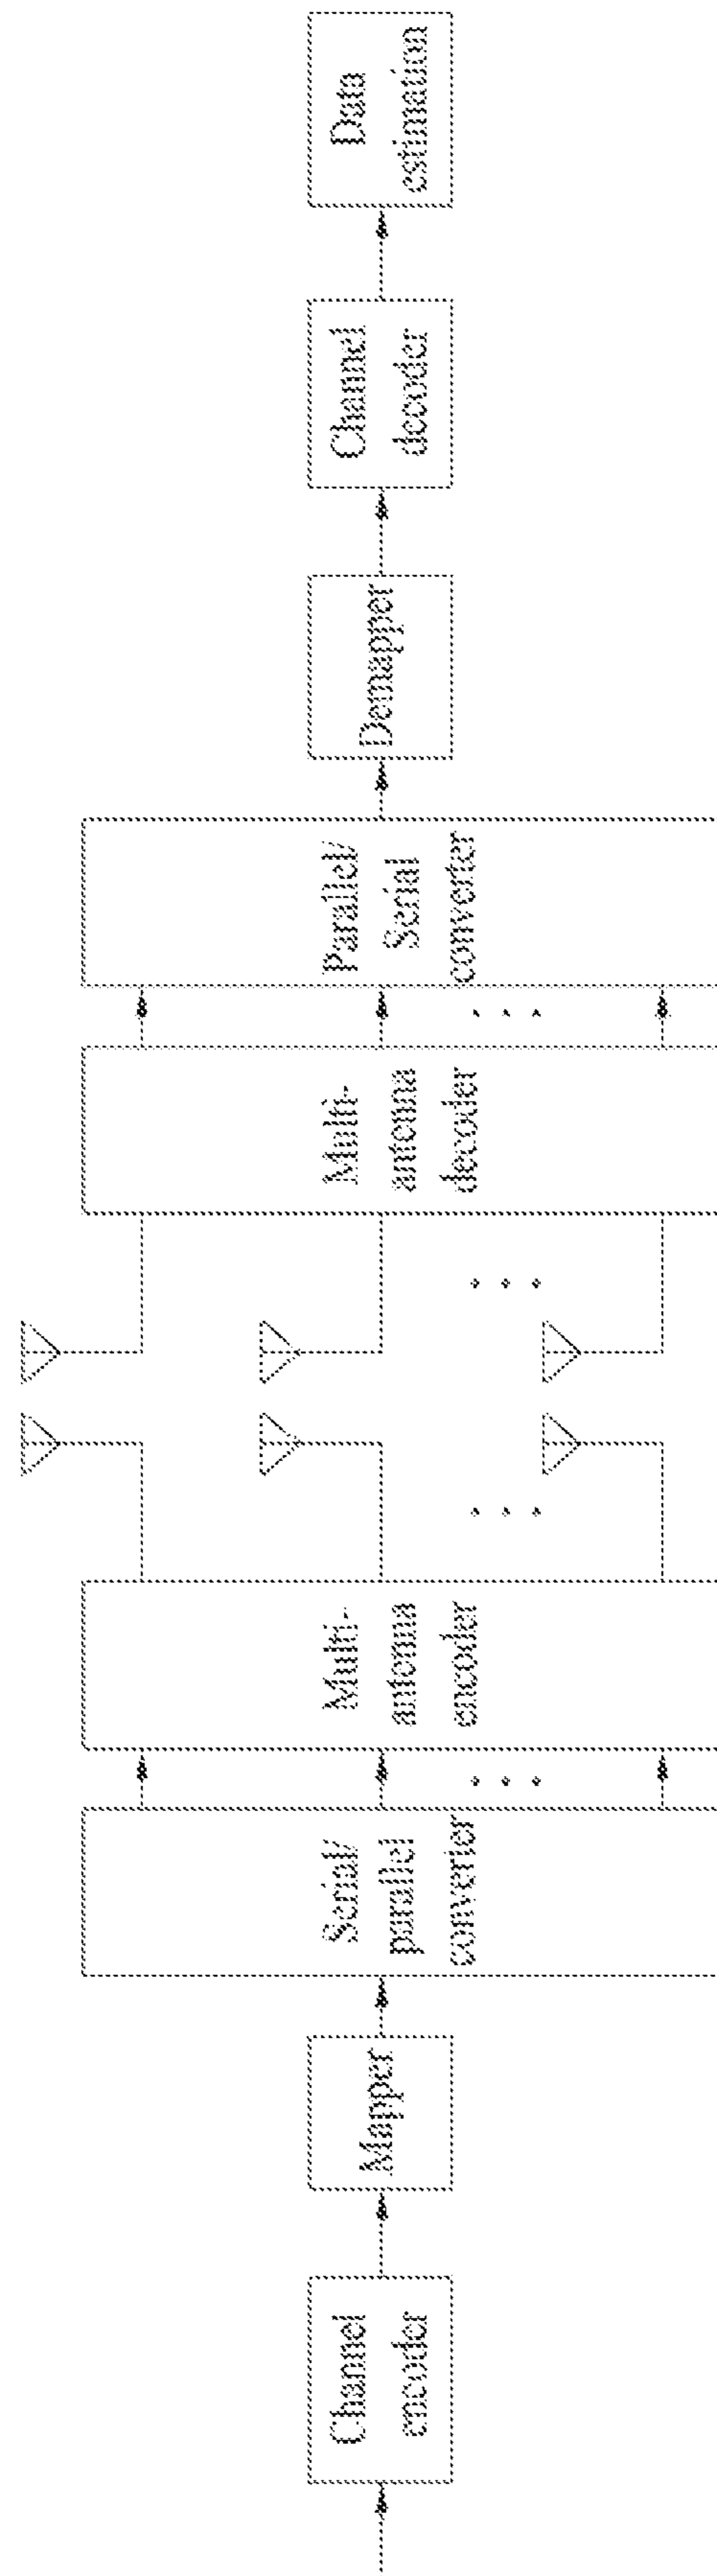 Channel
encoder
Mapper
Serial/
parallel
converter
Multi-
antenna
encoder
Multi-
antenna
decoder
Parallel/
Serial
converter
Demapper
Channel
decoder
Data
estimation